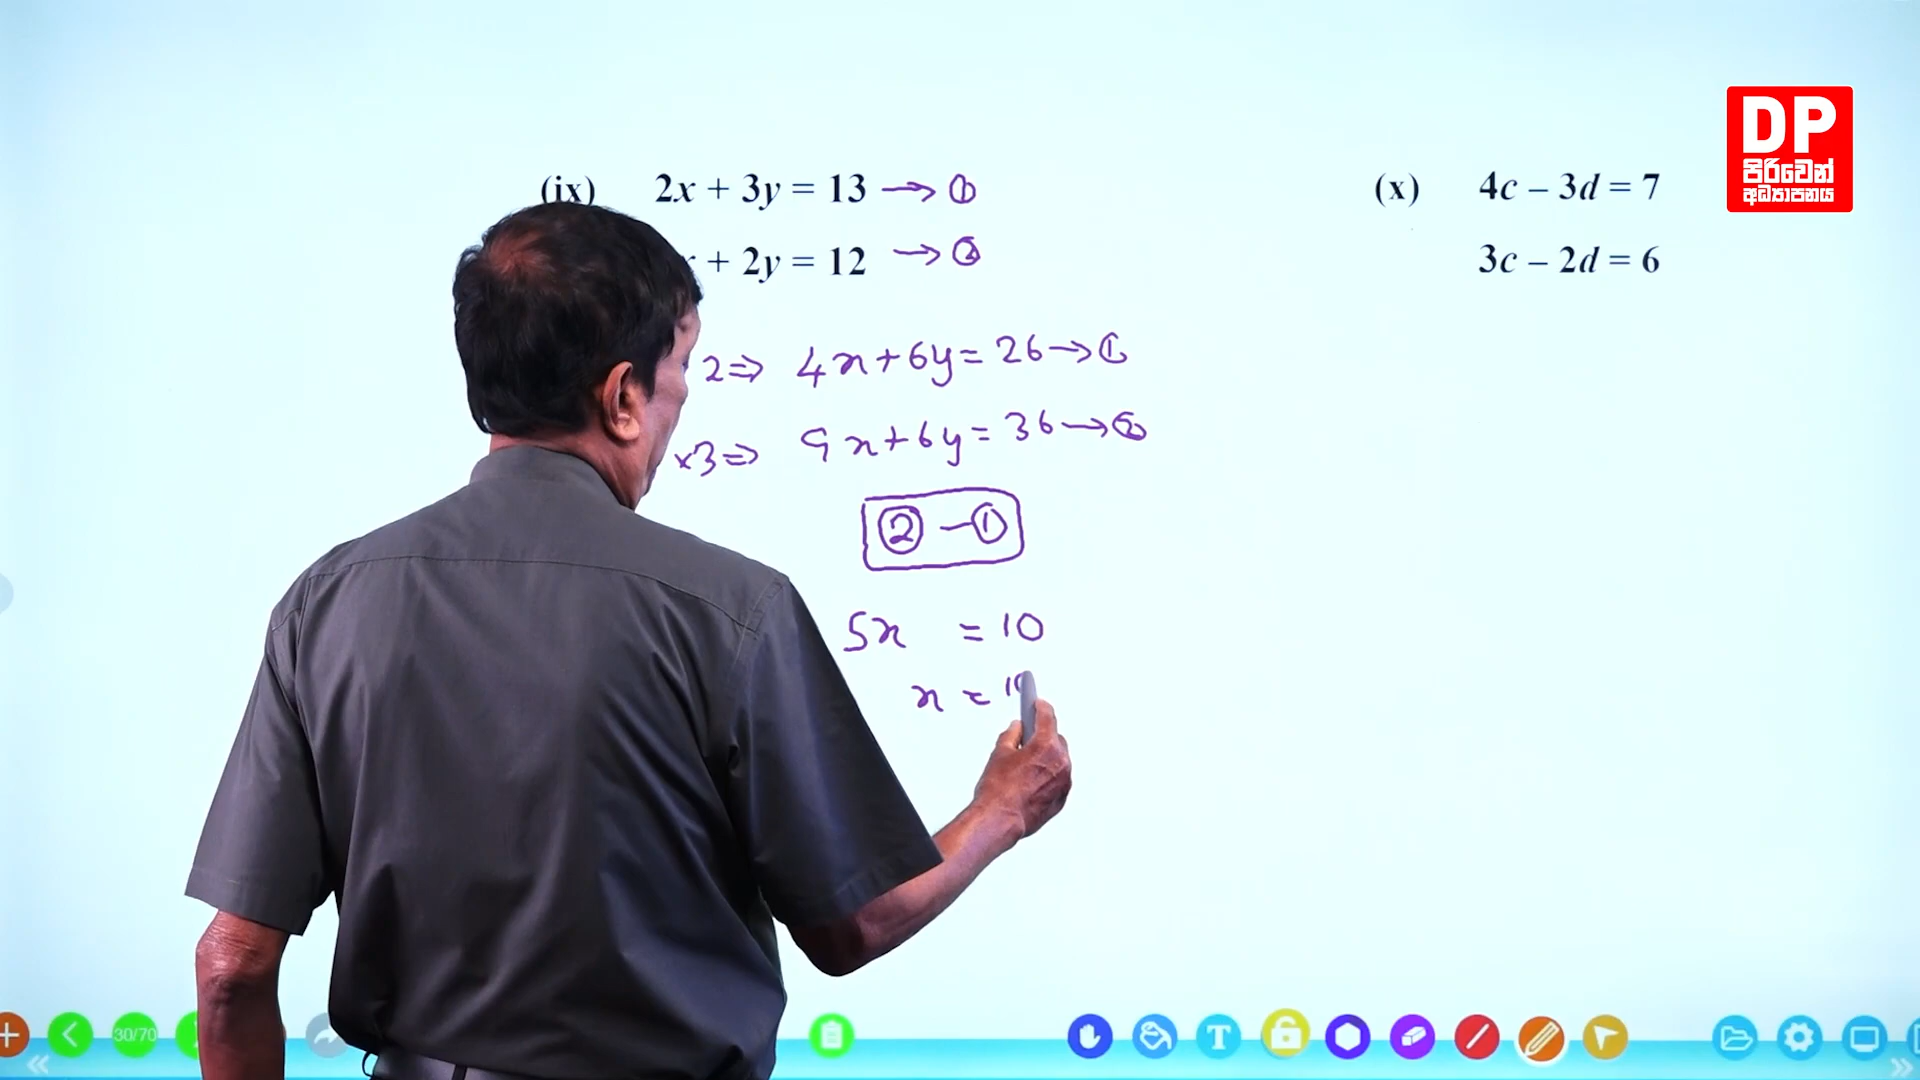 DP
පිරිවෙන්
අධ්‍යාපනය
(ix) 2x + 3y = 13 → ①
+ 2y = 12 → ②
2 ⇒ 4x + 6y = 26 → ①
×3 ⇒ 9x + 6y = 36 → ②
② − ①
5x = 10
x = 10
(x) 4c – 3d = 7
3c – 2d = 6
30/70
T